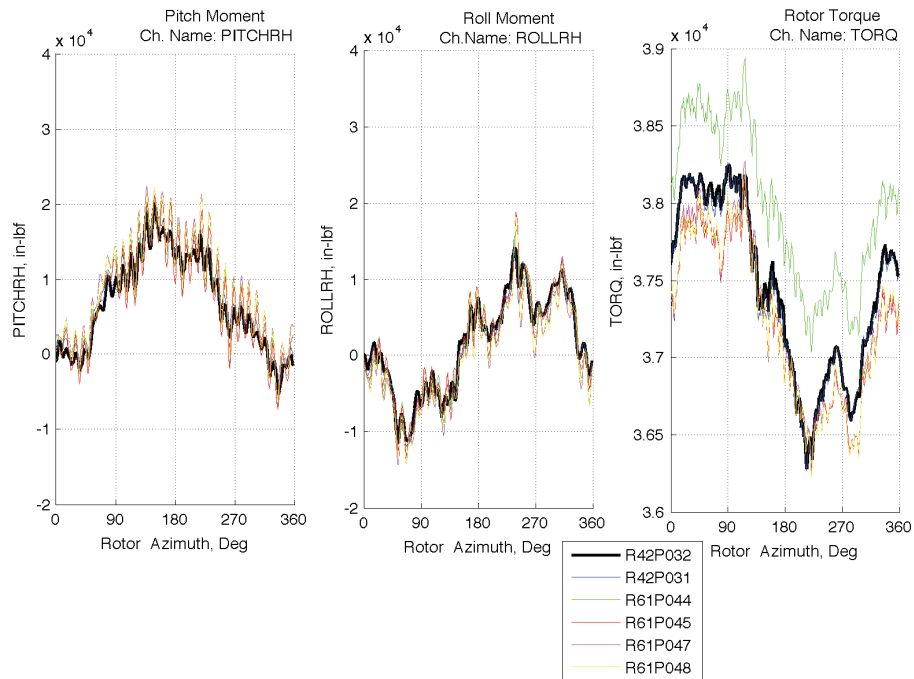 Pitch Moment
Ch. Name: PITCHRH
x 10^4
4
3
2
1
0
-1
-2
PITCHRH, in-lbf
0 90 180 270 360
Rotor Azimuth, Deg
Roll Moment
Ch.Name: ROLLRH
x 10^4
4
3
2
1
0
-1
-2
ROLLRH, in-lbf
0 90 180 270 360
Rotor Azimuth, Deg
Rotor Torque
Ch. Name: TORQ
x 10^4
3.9
3.85
3.8
3.75
3.7
3.65
3.6
TORQ, in-lbf
0 90 180 270 360
Rotor Azimuth, Deg
R42P032
R42P031
R61P044
R61P045
R61P047
R61P048